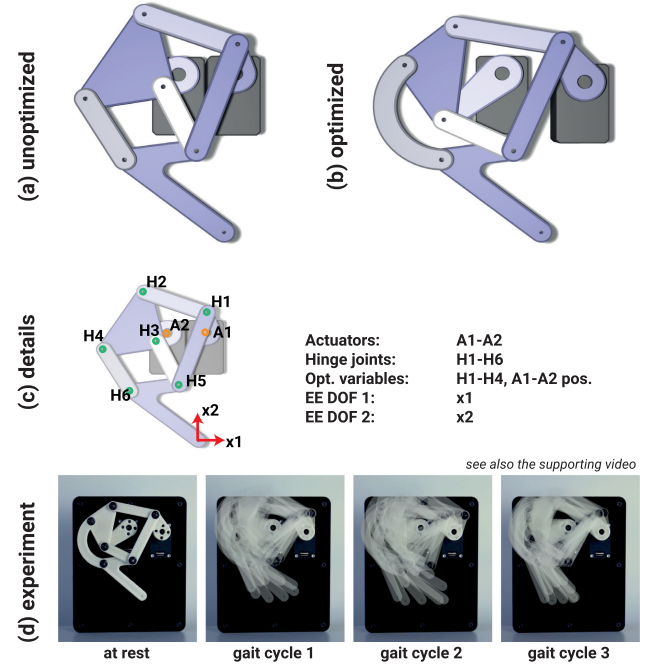 (a) unoptimized
(b) optimized
(c) details
H2
H1
H3
A2
A1
H4
H5
H6
x2
x1
Actuators: A1-A2
Hinge joints: H1-H6
Opt. variables: H1-H4, A1-A2 pos.
EE DOF 1: x1
EE DOF 2: x2
see also the supporting video
(d) experiment
at rest
gait cycle 1
gait cycle 2
gait cycle 3